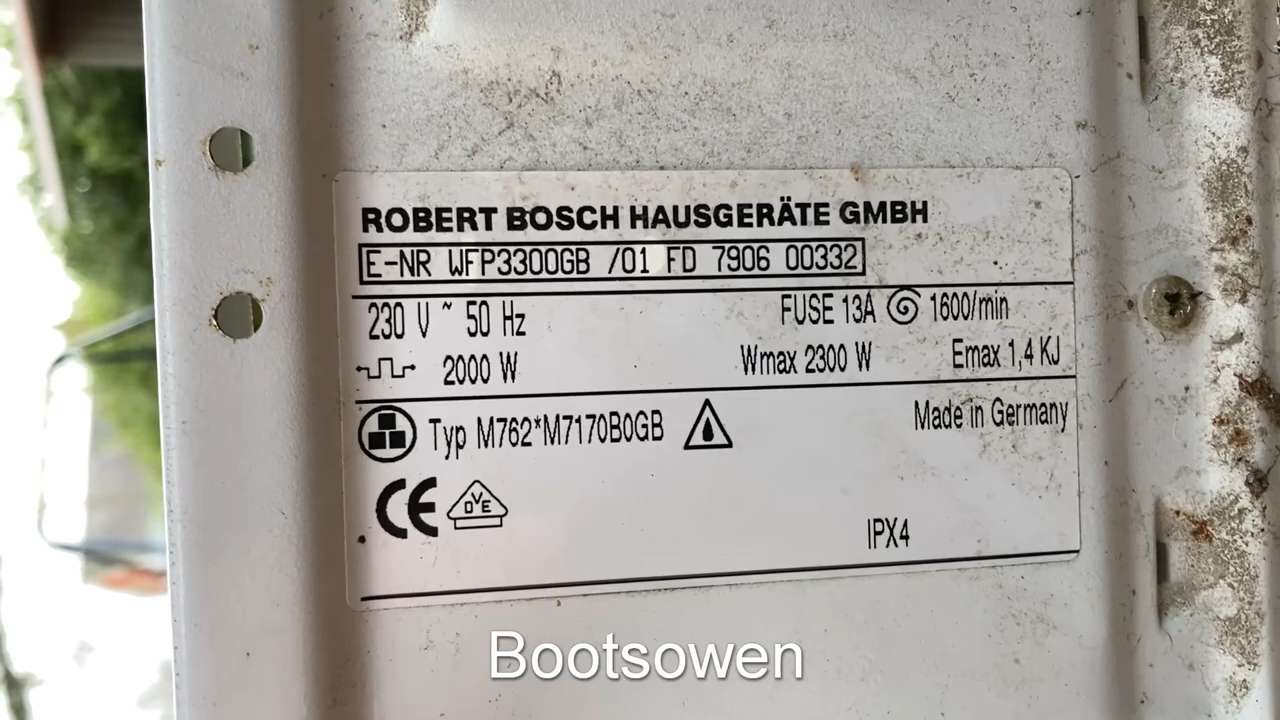 ROBERT BOSCH HAUSGERÄTE GMBH
E-NR WFP3300GB /01 FD 7906 00332
230 V ~ 50 Hz FUSE 13A 1600/min
2000 W Wmax 2300 W Emax 1,4 KJ
Typ M762*M7170B0GB Made in Germany
CE DVE
IPX4
Bootsowen